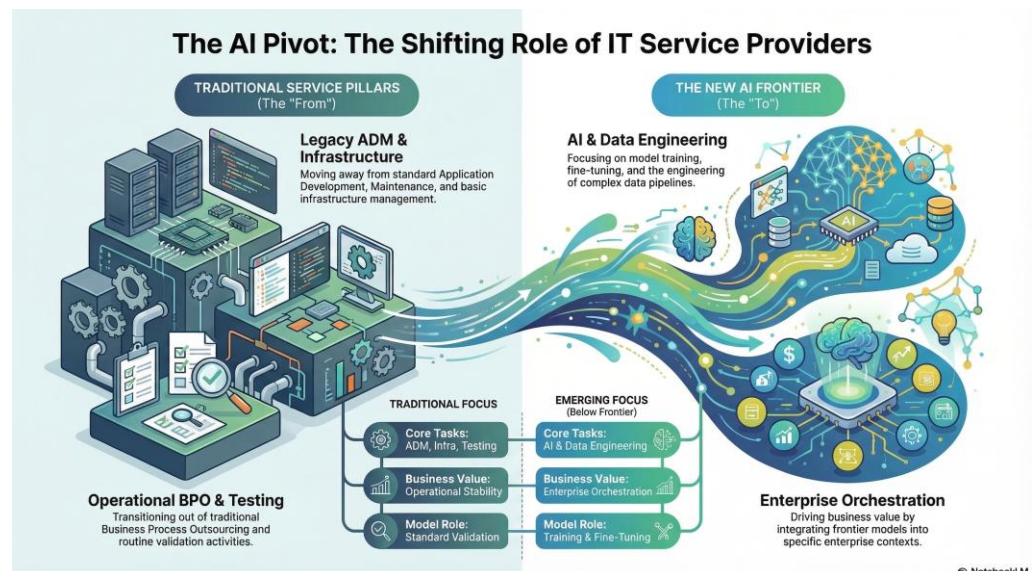 The AI Pivot: The Shifting Role of IT Service Providers
TRADITIONAL SERVICE PILLARS
(The "From")
Legacy ADM &
Infrastructure
Moving away from standard Application
Development, Maintenance, and basic
infrastructure management.
Operational BPO & Testing
Transitioning out of traditional
Business Process Outsourcing and
routine validation activities.
TRADITIONAL FOCUS
Core Tasks:
ADM, Infra, Testing
Business Value:
Operational Stability
Model Role:
Standard Validation
THE NEW AI FRONTIER
(The "To")
AI & Data Engineering
Focusing on model training,
fine-tuning, and the engineering
of complex data pipelines.
AI
EMERGING FOCUS
(Below Frontier)
Core Tasks:
AI & Data Engineering
Business Value:
Enterprise Orchestration
Model Role:
Training & Fine-Tuning
$
Enterprise Orchestration
Driving business value by
integrating frontier models into
specific enterprise contexts.